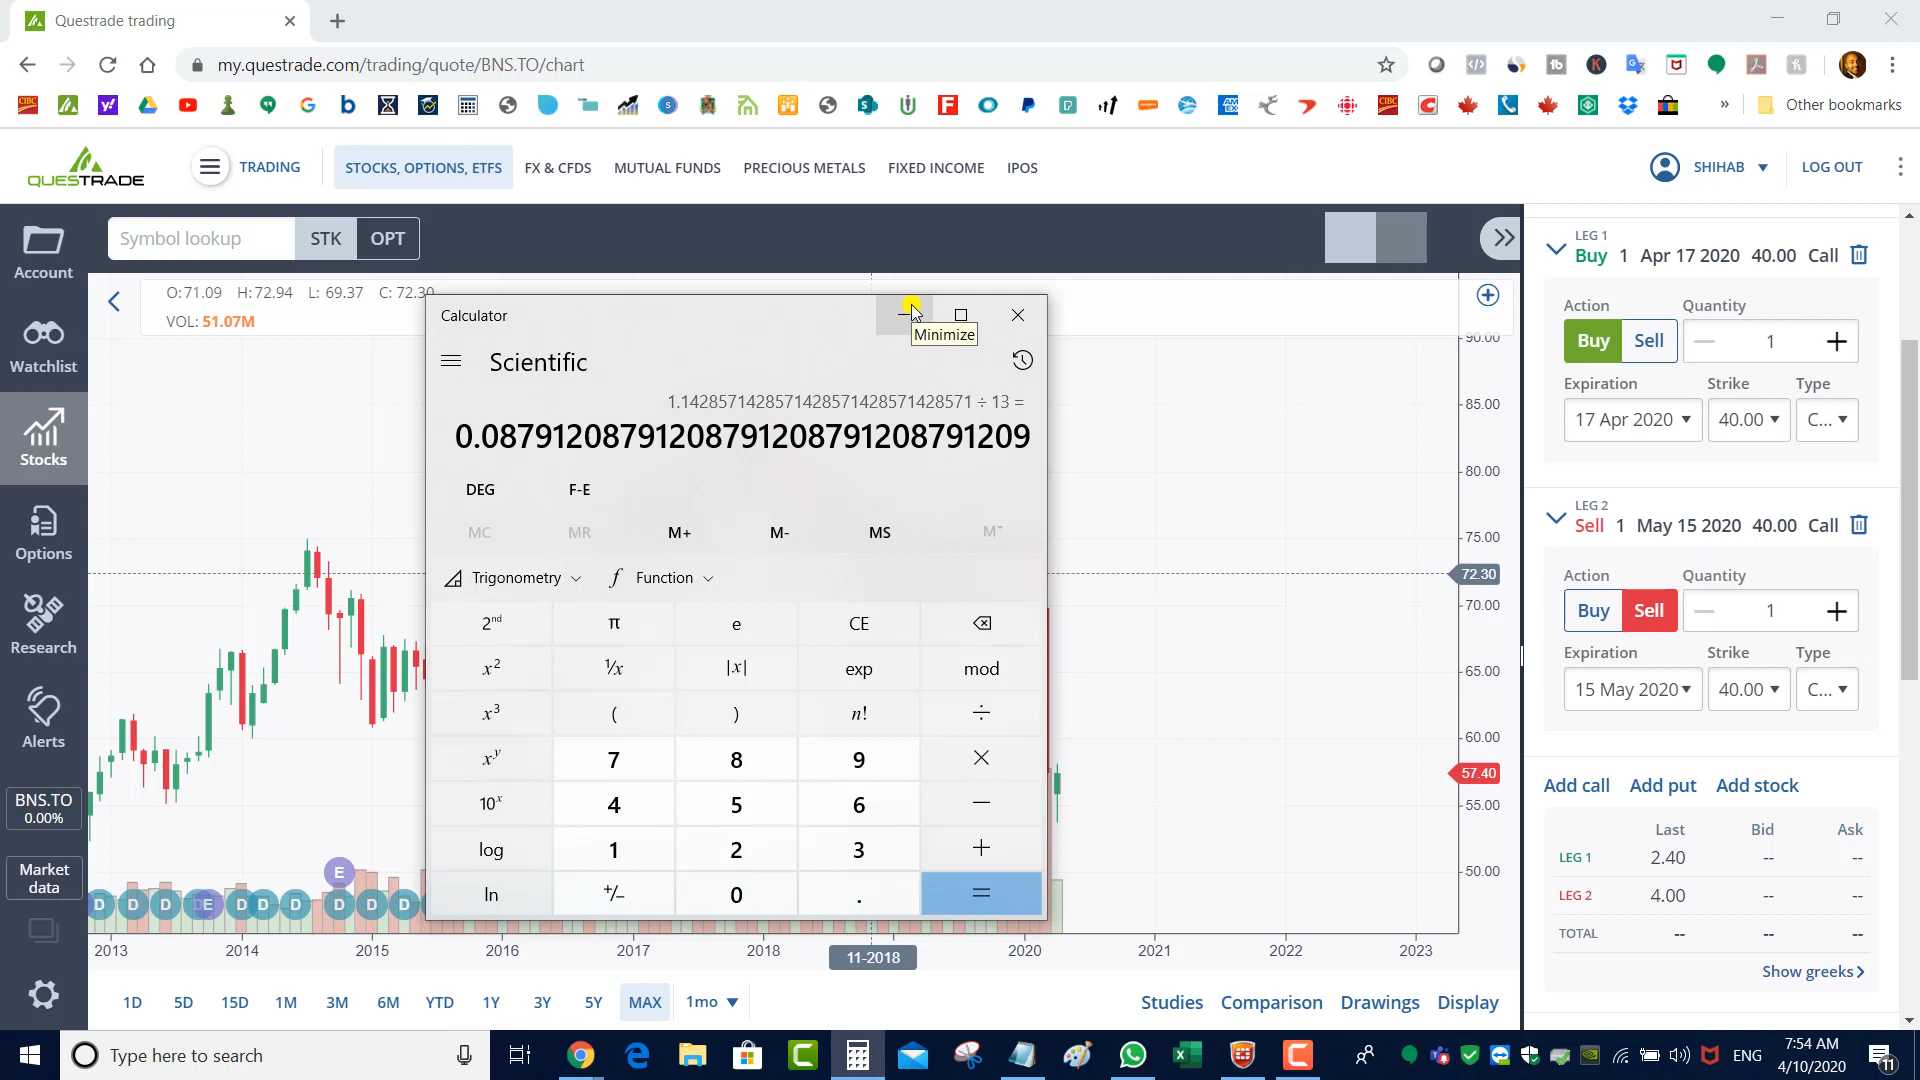 Questrade trading
my.questrade.com/trading/quote/BNS.TO/chart
Other bookmarks
QUESTRADE
TRADING
STOCKS, OPTIONS, ETFS
FX & CFDS
MUTUAL FUNDS
PRECIOUS METALS
FIXED INCOME
IPOS
SHIHAB
LOG OUT
Account
Watchlist
Stocks
Options
Research
Alerts
BNS.TO
0.00%
Market
data
Symbol lookup
STK
OPT
O:71.09 H:72.94 L: 69.37 C: 72.30
VOL: 51.07M
Calculator
Minimize
Scientific
1.1428571428571428571428571428571 ÷ 13 =
0.08791208791208791208791208791209
DEG
F-E
MC MR M+ M- MS M
Trigonometry
Function
2nd π e CE
x2 1/x |x| exp mod
x3 ( ) n! ÷
xy 7 8 9 ×
10x 4 5 6 −
log 1 2 3 +
ln +/− 0 . =
90.00
85.00
80.00
75.00
72.30
70.00
65.00
60.00
57.40
55.00
50.00
E
D D D E D D D D D D
2013 2014 2015 2016 2017 2018 2020 2021 2022 2023
11-2018
1D 5D 15D 1M 3M 6M YTD 1Y 3Y 5Y MAX 1mo
Studies Comparison Drawings Display
LEG 1
Buy 1 Apr 17 2020 40.00 Call
Action
Quantity
Buy Sell 1
Expiration Strike Type
17 Apr 2020 40.00 C...
LEG 2
Sell 1 May 15 2020 40.00 Call
Action
Quantity
Buy Sell 1
Expiration Strike Type
15 May 2020 40.00 C...
Add call Add put Add stock
Last Bid Ask
LEG 1 2.40 -- --
LEG 2 4.00 -- --
TOTAL -- -- --
Show greeks
Type here to search
ENG
7:54 AM
4/10/2020
11